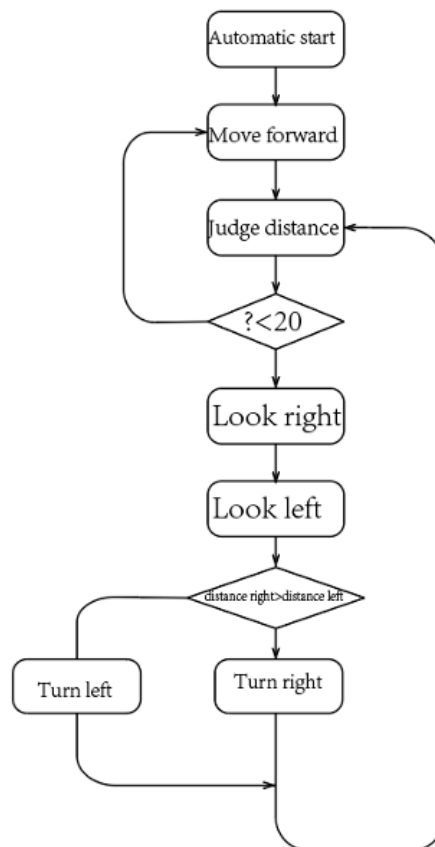 Automatic start
Move forward
Judge distance
?<20
Look right
Look left
distance right>distance left
Turn left
Turn right